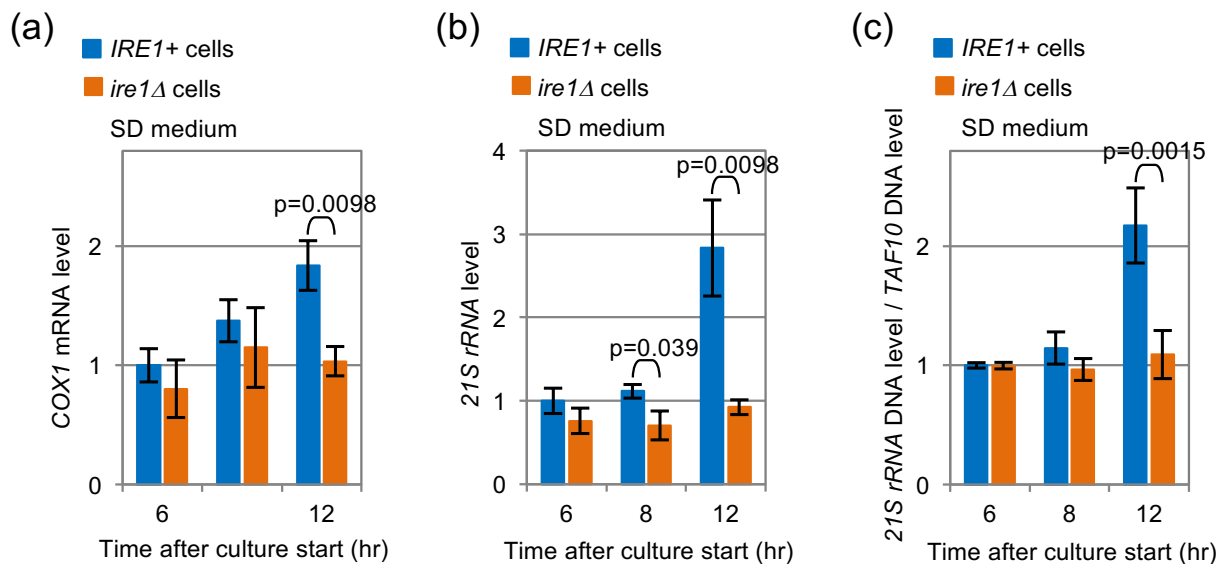 (a)
IRE1+ cells
ire1Δ cells
SD medium
COX1 mRNA level
2
1
0
p=0.0098
6
12
Time after culture start (hr)
(b)
IRE1+ cells
ire1Δ cells
SD medium
21S rRNA level
4
3
2
1
0
p=0.0098
p=0.039
6
8
12
Time after culture start (hr)
(c)
IRE1+ cells
ire1Δ cells
SD medium
21S rRNA DNA level / TAF10 DNA level
2
1
0
p=0.0015
6
8
12
Time after culture start (hr)